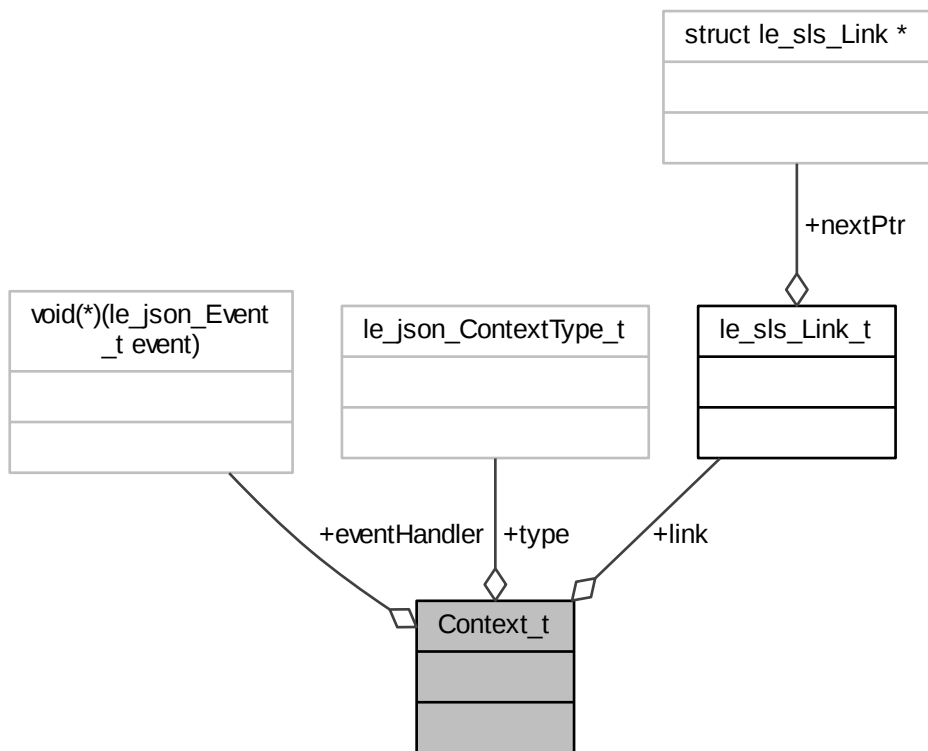 struct le_sls_Link *
+nextPtr
void(*)(le_json_Event
_t event)
le_json_ContextType_t
le_sls_Link_t
+eventHandler
+type
+link
Context_t